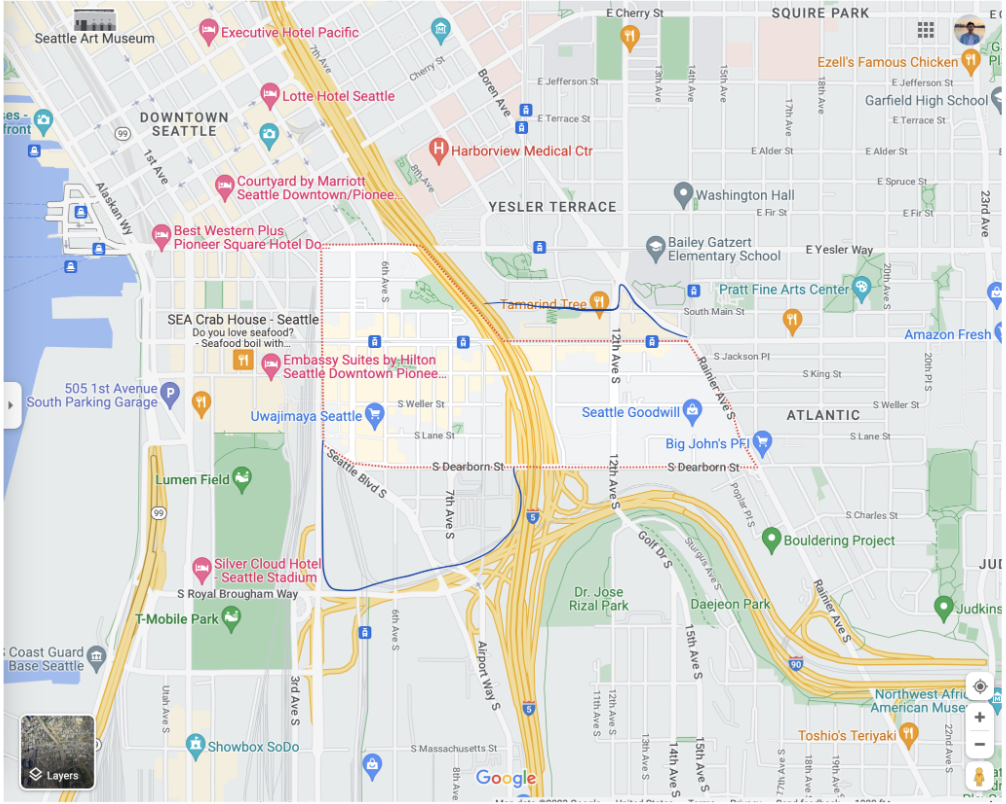 Seattle Art Museum
Executive Hotel Pacific
7th Ave
Cherry St
Boren Ave
E Cherry St
SQUIRE PARK
Ezell's Famous Chicken
E Jefferson St
E Jefferson St
13th Ave
14th Ave
15th Ave
18th Ave
17th Ave
Garfield High School
Lotte Hotel Seattle
DOWNTOWN
SEATTLE
99
1st Ave
Alaskan Wy
E Terrace St
E Terrace St
Harborview Medical Ctr
8th Ave
E Alder St
E Alder St
Courtyard by Marriott
Seattle Downtown/Pionee...
YESLER TERRACE
Washington Hall
E Spruce St
E Fir St
E Fir St
23rd Ave
Best Western Plus
Pioneer Square Hotel Do...
Bailey Gatzert
Elementary School
E Yesler Way
6th Ave S
20th Ave S
Pratt Fine Arts Center
Tamarind Tree
South Main St
SEA Crab House - Seattle
Do you love seafood?
- Seafood boil with...
Amazon Fresh
12th Ave S
S Jackson Pl
Embassy Suites by Hilton
Seattle Downtown Pionee...
S King St
20th Pl S
Rainier Ave S
505 1st Avenue
South Parking Garage
P
S Weller St
S Weller St
Uwajimaya Seattle
Seattle Goodwill
ATLANTIC
S Lane St
S Lane St
Big John's PFI
S Dearborn St
S Dearborn St
Seattle Blvd S
12th Ave S
Lumen Field
7th Ave S
Poplar Pl S
99
5
S Charles St
Golf Dr S
Sturgus Ave S
Bouldering Project
Silver Cloud Hotel
- Seattle Stadium
S Royal Brougham Way
Dr. Jose
Rizal Park
Daejeon Park
Rainier Ave S
T-Mobile Park
6th Ave S
Judkins
Coast Guard
Base Seattle
15th Ave S
Airport Way S
90
3rd Ave S
Utah Ave S
11th Ave S
12th Ave S
5
Northwest Afri
American Muse
Toshio's Teriyaki
22nd Ave S
Showbox SoDo
S Massachusetts St
13th Ave S
14th Ave S
15th Ave S
18th Ave S
8th Ave S
Layers
Google